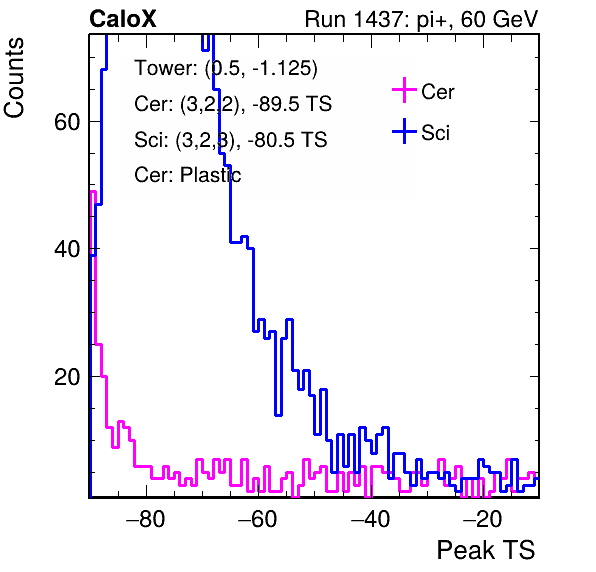 CaloX Run 1437: pi+, 60 GeV
Counts
Tower: (0.5, -1.125)
Cer: (3,2,2), -89.5 TS
Sci: (3,2,3), -80.5 TS
Cer: Plastic
Cer
Sci
60
40
20
−80 −60 −40 −20
Peak TS